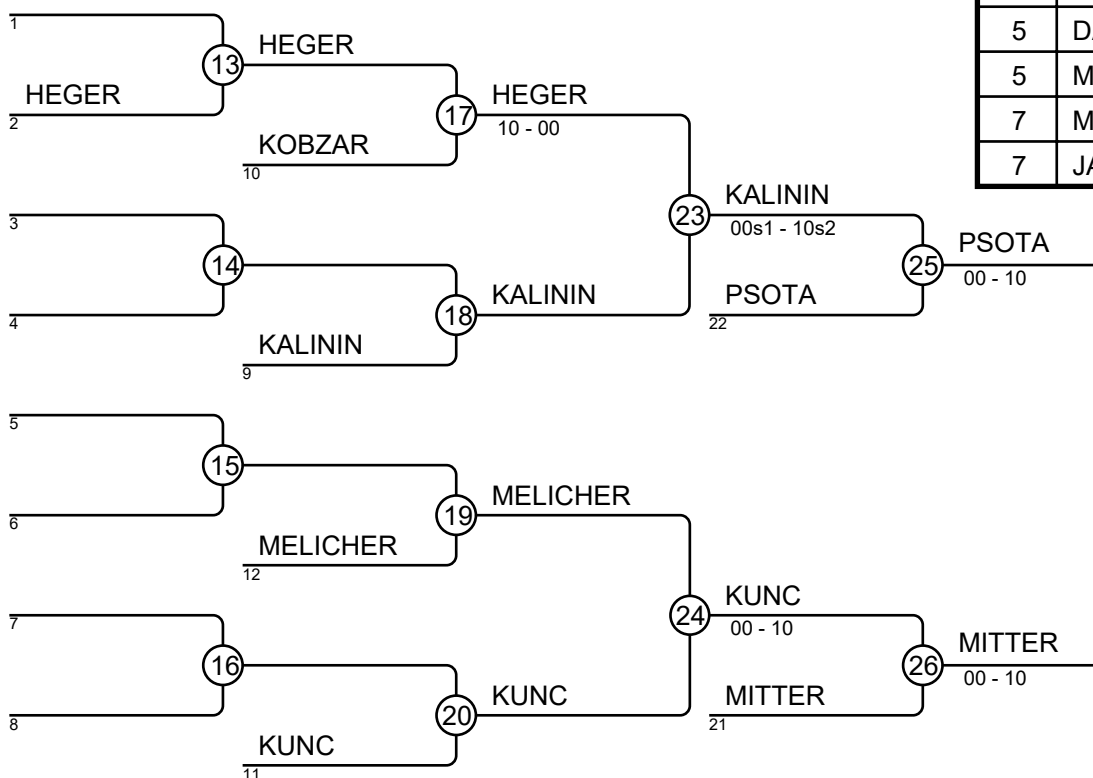 1
5 DA
13
HEGER
HEGER
2
5 M
17
HEGER
10 - 00
7 M
KOBZAR
10
7 JA
3
23
KALININ
00s1 - 10s2
14
25
PSOTA
00 - 10
4
18
KALININ
PSOTA
22
KALININ
9
5
15
6
19
MELICHER
MELICHER
12
7
24
KUNC
00 - 10
16
26
MITTER
00 - 10
8
20
KUNC
MITTER
21
KUNC
11